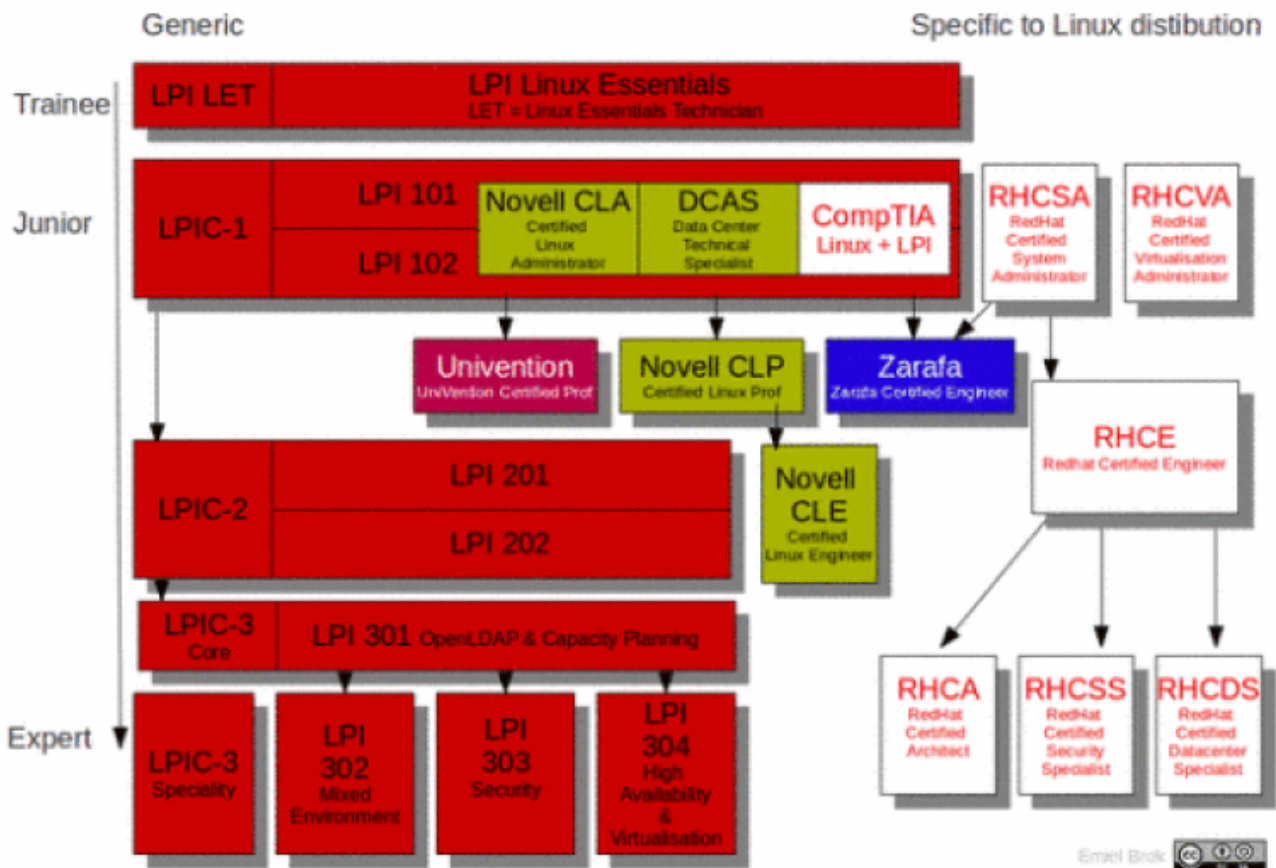 Generic
Specific to Linux distibution
Trainee
LPI LET
LPI Linux Essentials
LET = Linux Essentials Technician
Junior
LPIC-1
LPI 101
LPI 102
Novell CLA
Certified
Linux
Administrator
DCAS
Data Center
Technical
Specialist
CompTIA
Linux + LPI
RHCSA
RedHat
Certified
System
Administrator
RHCVA
RedHat
Certified
Virtualisation
Administrator
Univention
UniVention Certified Prof
Novell CLP
Certified Linux Prof
Zarafa
Zarafa Certified Engineer
RHCE
Redhat Certified Engineer
LPIC-2
LPI 201
LPI 202
Novell
CLE
Certified
Linux Engineer
LPIC-3
Core
LPI 301 OpenLDAP & Capacity Planning
Expert
LPIC-3
Speciality
LPI
302
Mixed
Environment
LPI
303
Security
LPI
304
High
Availability
&
Virtualisation
RHCA
RedHat
Certified
Architect
RHCSS
RedHat
Certified
Security
Specialist
RHCDS
RedHat
Certified
Datacenter
Specialist
Emiel Brok
cc